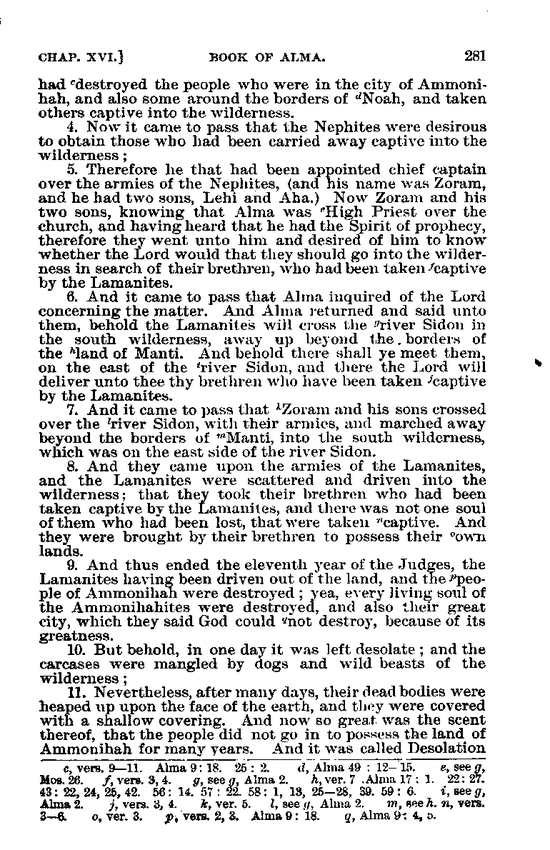 CHAP. XVI.] BOOK OF ALMA. 281
had ᶜdestroyed the people who were in the city of Ammoni-
hah, and also some around the borders of ᵈNoah, and taken
others captive into the wilderness.
4. Now it came to pass that the Nephites were desirous
to obtain those who had been carried away captive into the
wilderness;
5. Therefore he that had been appointed chief captain
over the armies of the Nephites, (and his name was Zoram,
and he had two sons, Lehi and Aha.) Now Zoram and his
two sons, knowing that Alma was ᵉHigh Priest over the
church, and having heard that he had the Spirit of prophecy,
therefore they went unto him and desired of him to know
whether the Lord would that they should go into the wilder-
ness in search of their brethren, who had been taken ᶠcaptive
by the Lamanites.
6. And it came to pass that Alma inquired of the Lord
concerning the matter. And Alma returned and said unto
them, behold the Lamanites will cross the ᵍriver Sidon in
the south wilderness, away up beyond the borders of
the ʰland of Manti. And behold there shall ye meet them,
on the east of the ⁱriver Sidon, and there the Lord will
deliver unto thee thy brethren who have been taken ʲcaptive
by the Lamanites.
7. And it came to pass that ᵏZoram and his sons crossed
over the ˡriver Sidon, with their armies, and marched away
beyond the borders of ᵐManti, into the south wilderness,
which was on the east side of the river Sidon.
8. And they came upon the armies of the Lamanites,
and the Lamanites were scattered and driven into the
wilderness; that they took their brethren who had been
taken captive by the Lamanites, and there was not one soul
of them who had been lost, that were taken ⁿcaptive. And
they were brought by their brethren to possess their ᵒown
lands.
9. And thus ended the eleventh year of the Judges, the
Lamanites having been driven out of the land, and the ᵖpeo-
ple of Ammonihah were destroyed; yea, every living soul of
the Ammonihahites were destroyed, and also their great
city, which they said God could qnot destroy, because of its
greatness.
10. But behold, in one day it was left desolate; and the
carcases were mangled by dogs and wild beasts of the
wilderness;
11. Nevertheless, after many days, their dead bodies were
heaped up upon the face of the earth, and they were covered
with a shallow covering. And now so great was the scent
thereof, that the people did not go in to possess the land of
Ammonihah for many years. And it was called Desolation
c, vers. 9—11. Alma 9: 18. 25: 2. d, Alma 49: 12—15. e, see g,
Mos. 26. f, vers. 3, 4. g, see g, Alma 2. h, ver. 7. Alma 17: 1. 22: 27.
43: 22, 24, 25, 42. 56: 14. 57: 22. 58: 1, 13, 25—28, 39. 59: 6. i, see g,
Alma 2. j, vers. 3, 4. k, ver. 5. l, see g, Alma 2. m, see h. n, vers.
3—6. o, ver. 3. p, vers. 2, 3. Alma 9: 18. q, Alma 9: 4, 5.